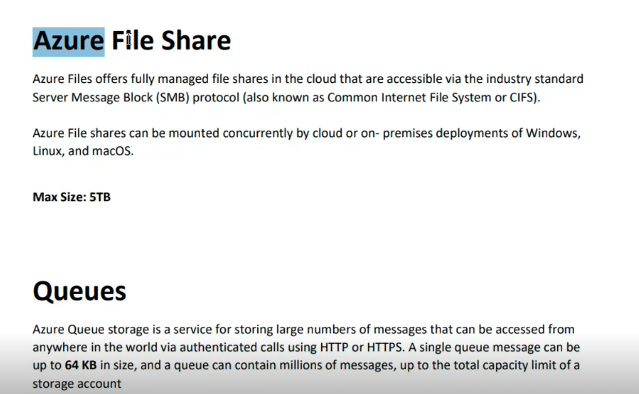 Azure File Share
Azure Files offers fully managed file shares in the cloud that are accessible via the industry standard
Server Message Block (SMB) protocol (also known as Common Internet File System or CIFS).
Azure File shares can be mounted concurrently by cloud or on- premises deployments of Windows,
Linux, and macOS.
Max Size: 5TB
Queues
Azure Queue storage is a service for storing large numbers of messages that can be accessed from
anywhere in the world via authenticated calls using HTTP or HTTPS. A single queue message can be
up to 64 KB in size, and a queue can contain millions of messages, up to the total capacity limit of a
storage account